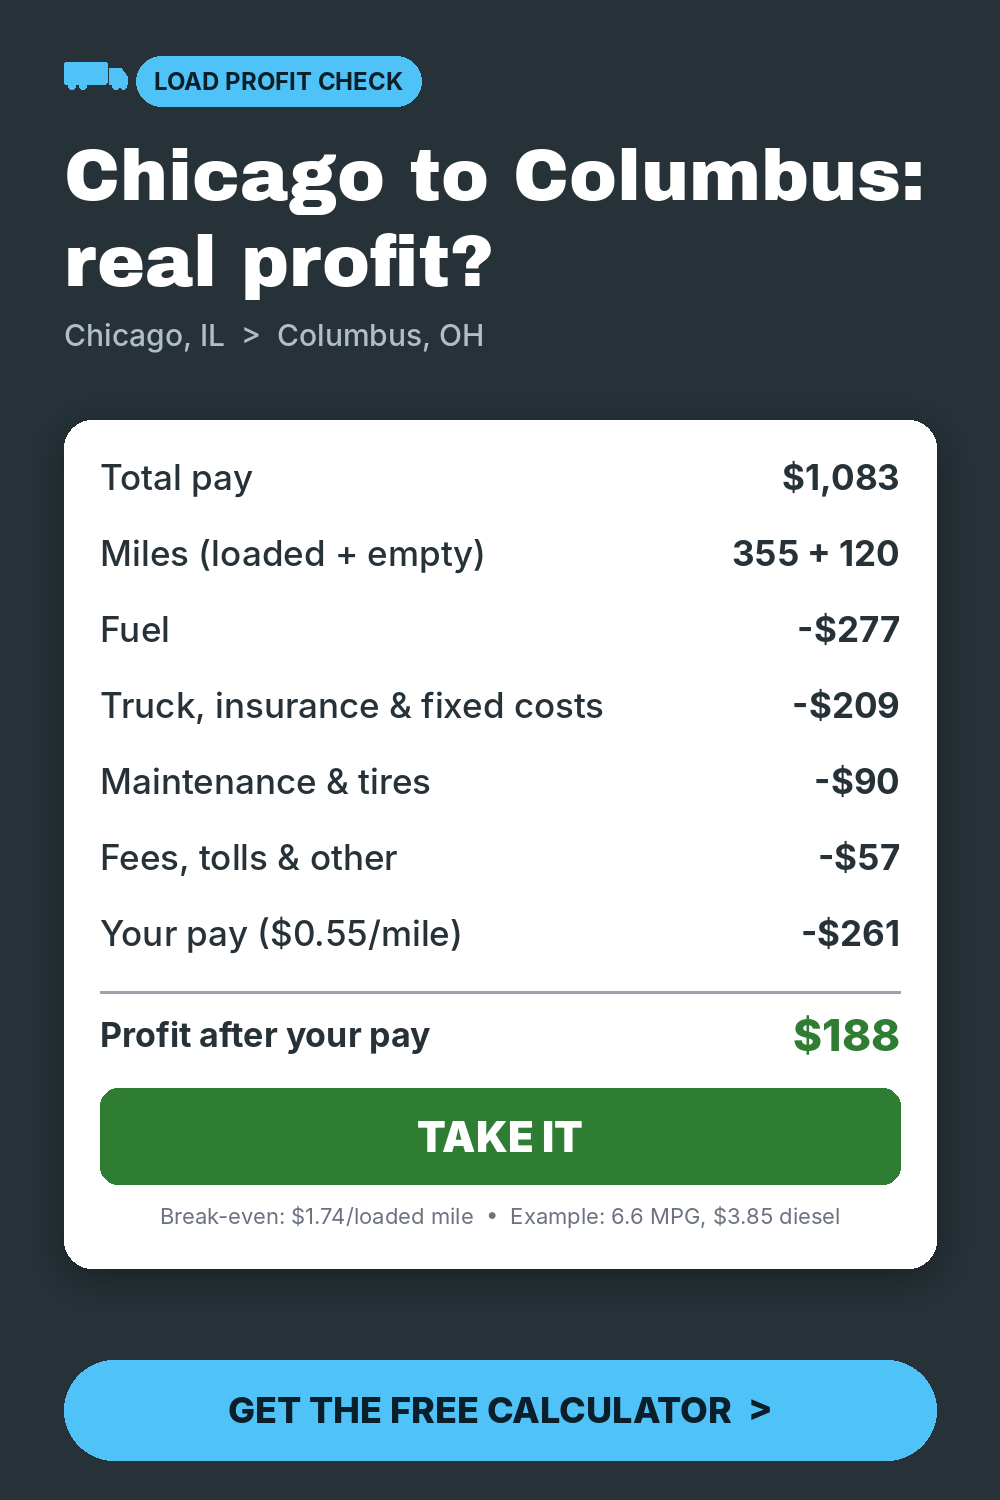 LOAD PROFIT CHECK
Chicago to Columbus:
real profit?
Chicago, IL > Columbus, OH
Total pay $1,083
Miles (loaded + empty) 355 + 120
Fuel -$277
Truck, insurance & fixed costs -$209
Maintenance & tires -$90
Fees, tolls & other -$57
Your pay ($0.55/mile) -$261
Profit after your pay $188
TAKE IT
Break-even: $1.74/loaded mile • Example: 6.6 MPG, $3.85 diesel
GET THE FREE CALCULATOR >